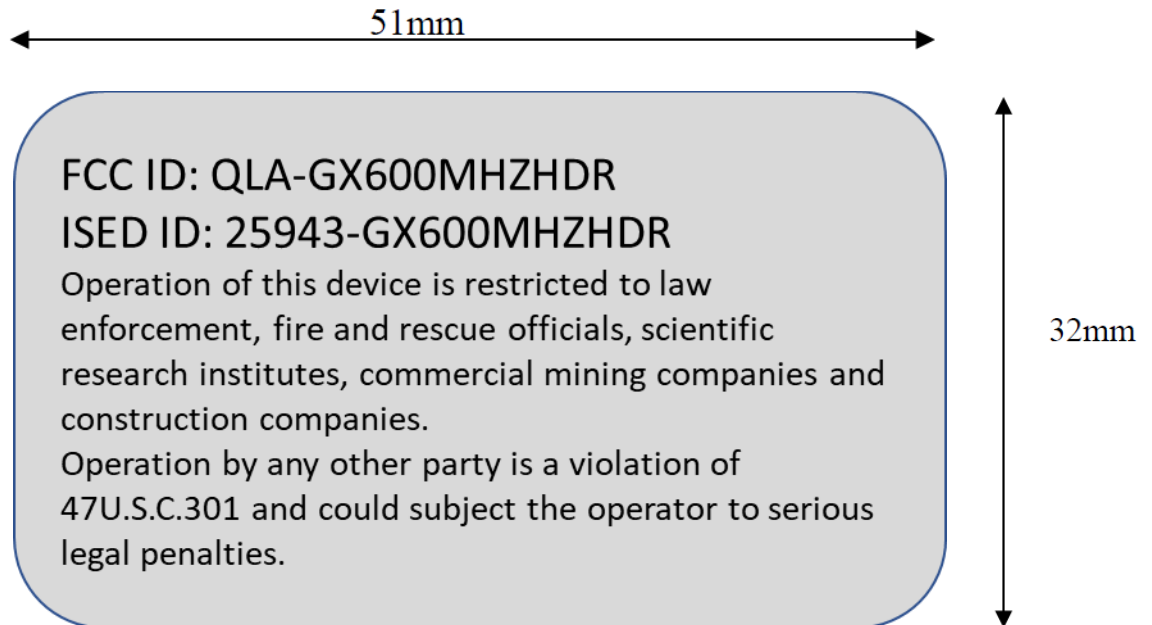 51mm
FCC ID: QLA-GX600MHZHDR
ISED ID: 25943-GX600MHZHDR
Operation of this device is restricted to law
enforcement, fire and rescue officials, scientific
research institutes, commercial mining companies and
construction companies.
Operation by any other party is a violation of
47U.S.C.301 and could subject the operator to serious
legal penalties.
32mm